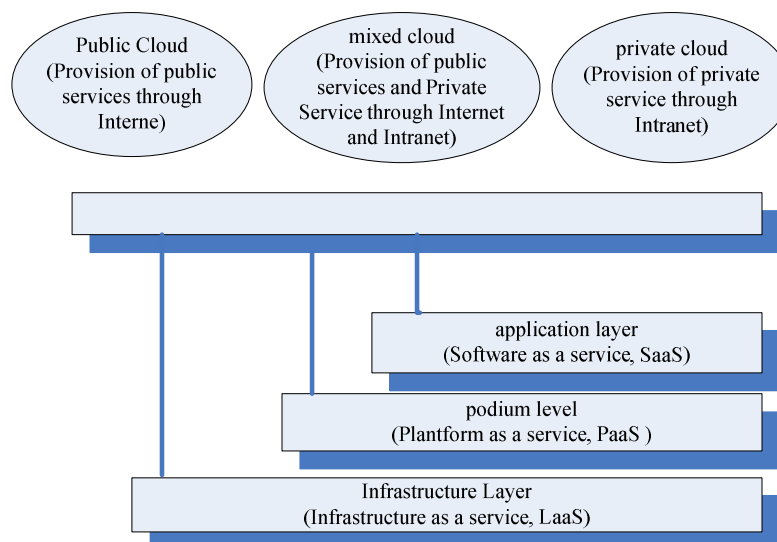 Public Cloud
(Provision of public
services through
Interne)
mixed cloud
(Provision of public
services and Private
Service through Internet
and Intranet)
private cloud
(Provision of private
service through
Intranet)
application layer
(Software as a service, SaaS)
podium level
(Plantform as a service, PaaS )
Infrastructure Layer
(Infrastructure as a service, LaaS)